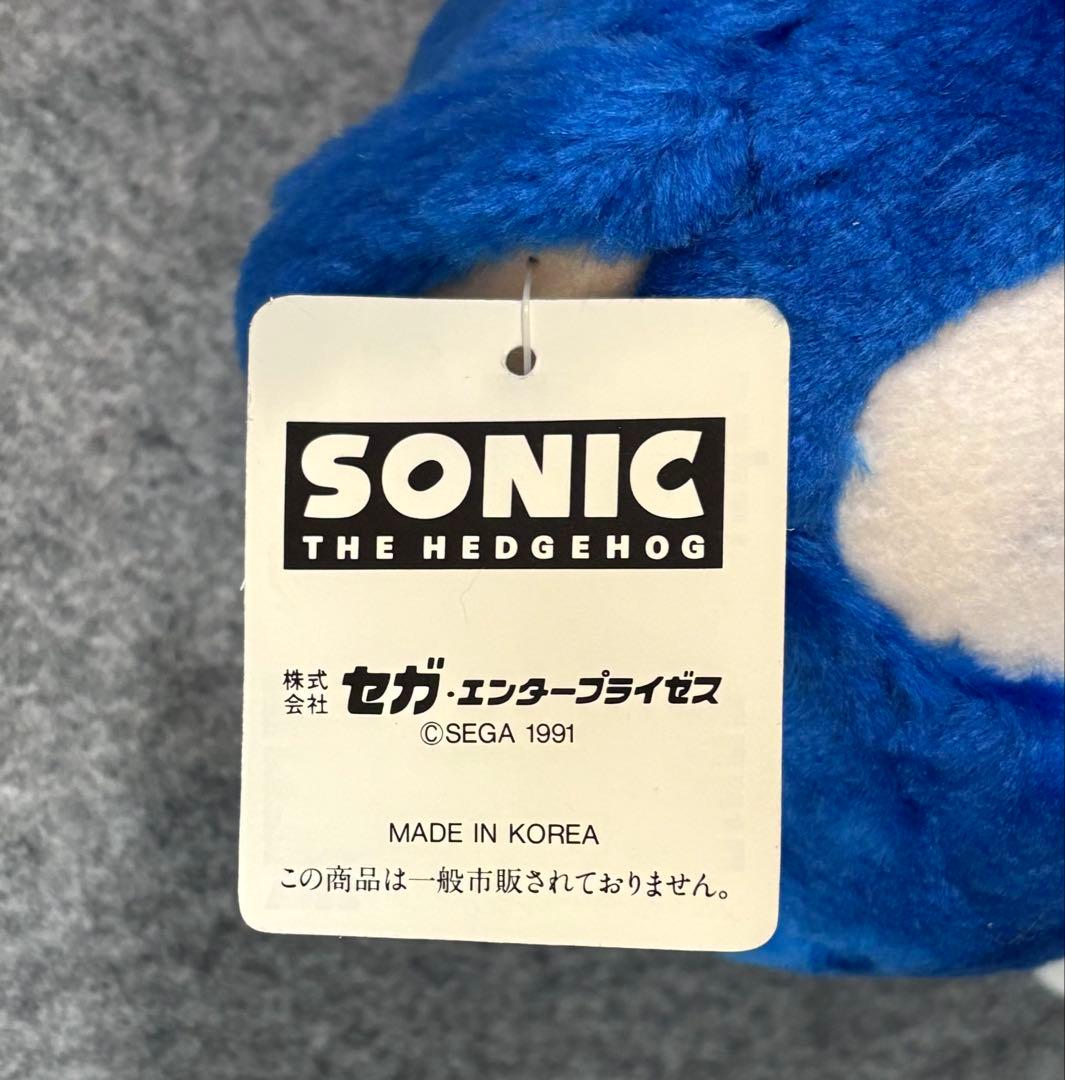 SONIC
THE HEDGEHOG
株式会社 セガ・エンタープライゼス
©SEGA 1991
MADE IN KOREA
この商品は一般市販されておりません。